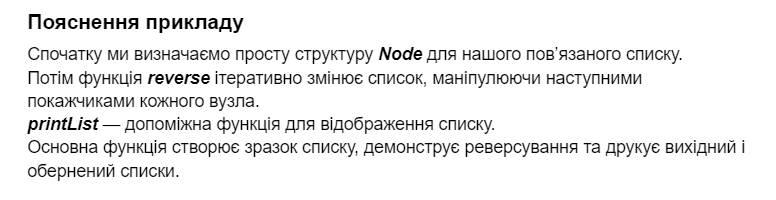 Пояснення прикладу
Спочатку ми визначаємо просту структуру Node для нашого пов’язаного списку.
Потім функція reverse ітеративно змінює список, маніпулюючи наступними
покажчиками кожного вузла.
printList — допоміжна функція для відображення списку.
Основна функція створює зразок списку, демонструє реверсування та друкує вихідний і
обернений списки.